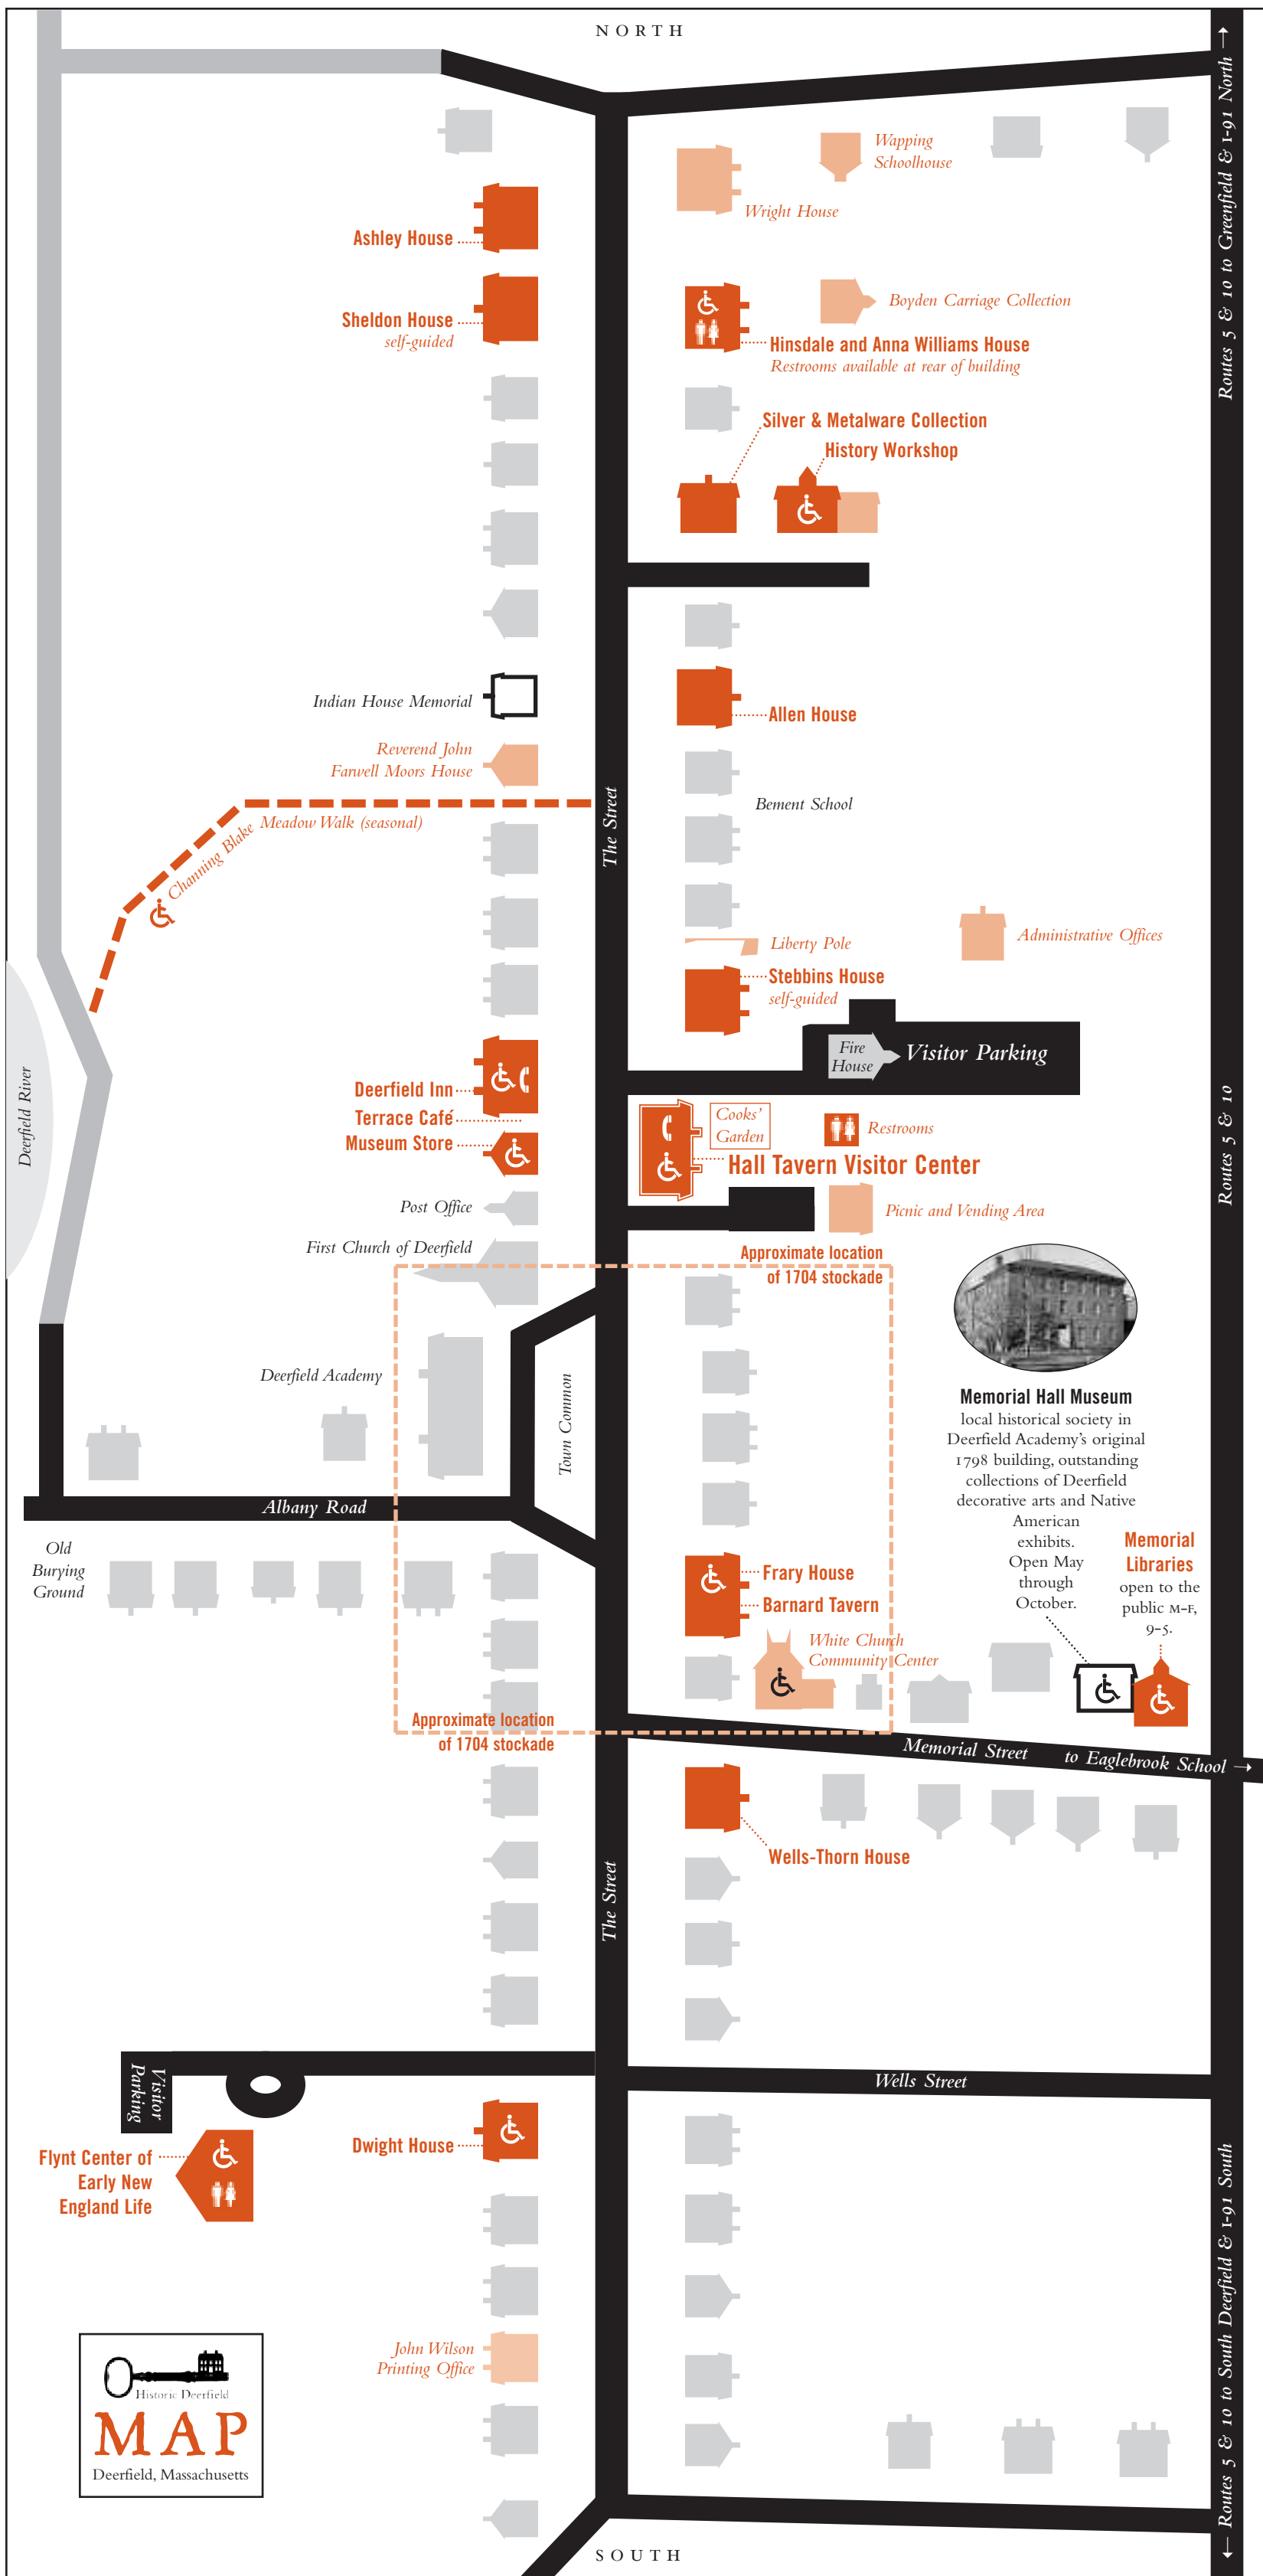 NORTH
Routes 5 & 10 to Greenfield & I-91 North →
Wapping
Schoolhouse
Wright House
Ashley House
Sheldon House
self-guided
Boyden Carriage Collection
Hinsdale and Anna Williams House
Restrooms available at rear of building
Silver & Metalware Collection
History Workshop
Indian House Memorial
Allen House
Reverend John
Farwell Moors House
The Street
Bement School
Channing Blake Meadow Walk (seasonal)
Liberty Pole
Administrative Offices
Stebbins House
self-guided
Fire
House
Visitor Parking
Deerfield River
Deerfield Inn
Terrace Café
Museum Store
Cooks'
Garden
Restrooms
Hall Tavern Visitor Center
Routes 5 & 10
Post Office
Picnic and Vending Area
First Church of Deerfield
Approximate location
of 1704 stockade
Deerfield Academy
Town Common
Memorial Hall Museum
local historical society in
Deerfield Academy's original
1798 building, outstanding
collections of Deerfield
decorative arts and Native
American
exhibits.
Open May
through
October.
Memorial
Libraries
open to the
public M-F,
9-5.
Albany Road
Old
Burying
Ground
Frary House
Barnard Tavern
White Church
Community Center
Approximate location
of 1704 stockade
Memorial Street
to Eaglebrook School →
Wells-Thorn House
The Street
Visitor
Parking
Wells Street
Flynt Center of
Early New
England Life
Dwight House
John Wilson
Printing Office
Historic Deerfield
MAP
Deerfield, Massachusetts
← Routes 5 & 10 to South Deerfield & I-91 South
SOUTH